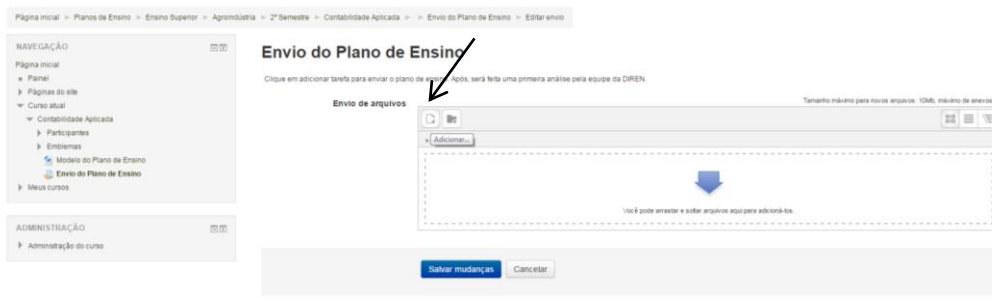 Página inicial ► Planos de Ensino ► Ensino Superior ► Agroindústria ► 2º Semestre ► Contabilidade Aplicada ► ► Envio do Plano de Ensino ► Editar envio
NAVEGAÇÃO
Página inicial
Painel
Páginas do site
Curso atual
Contabilidade Aplicada
Participantes
Emblemas
Modelo do Plano de Ensino
Envio do Plano de Ensino
Meus cursos
ADMINISTRAÇÃO
Administração do curso
Envio do Plano de Ensino
Clique em adicionar tarefa para enviar o plano de ensino. Após, será feita uma primeira análise pela equipe da DIREN.
Envio de arquivos
Tamanho máximo para novos arquivos: 10Mb, máximo de anexos
Adicionar...
Você pode arrastar e soltar arquivos aqui para adicioná-los.
Salvar mudanças
Cancelar